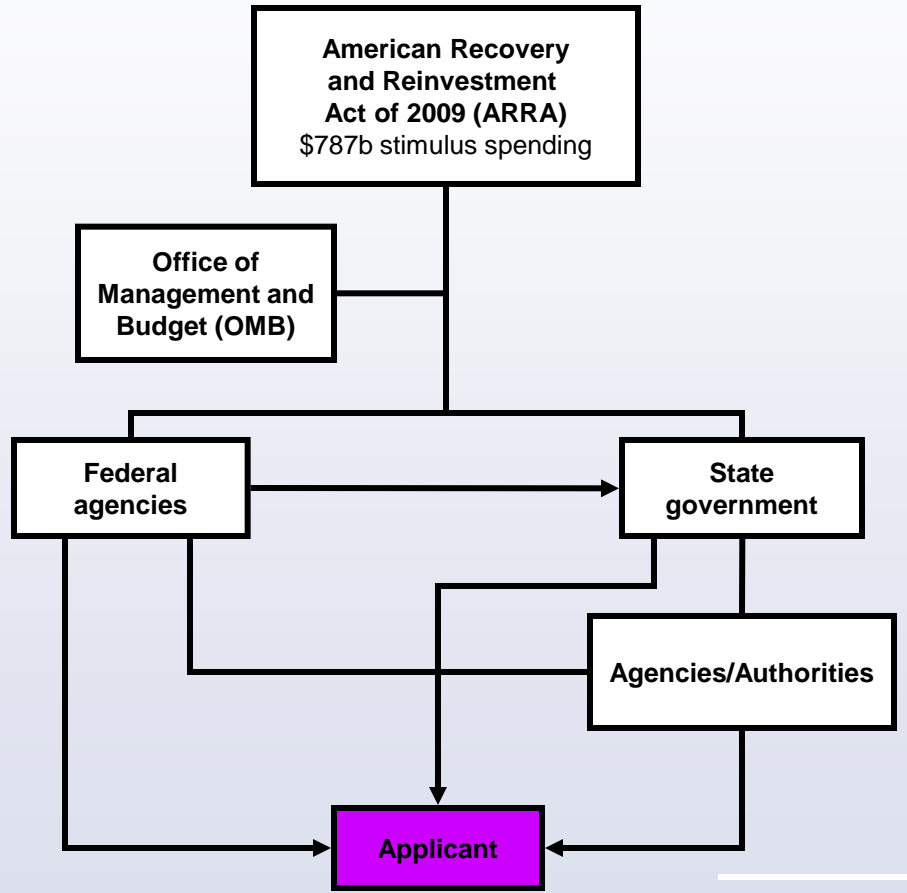 American Recovery
and Reinvestment
Act of 2009 (ARRA)
$787b stimulus spending
Office of
Management and
Budget (OMB)
Federal
agencies
State
government
Agencies/Authorities
Applicant